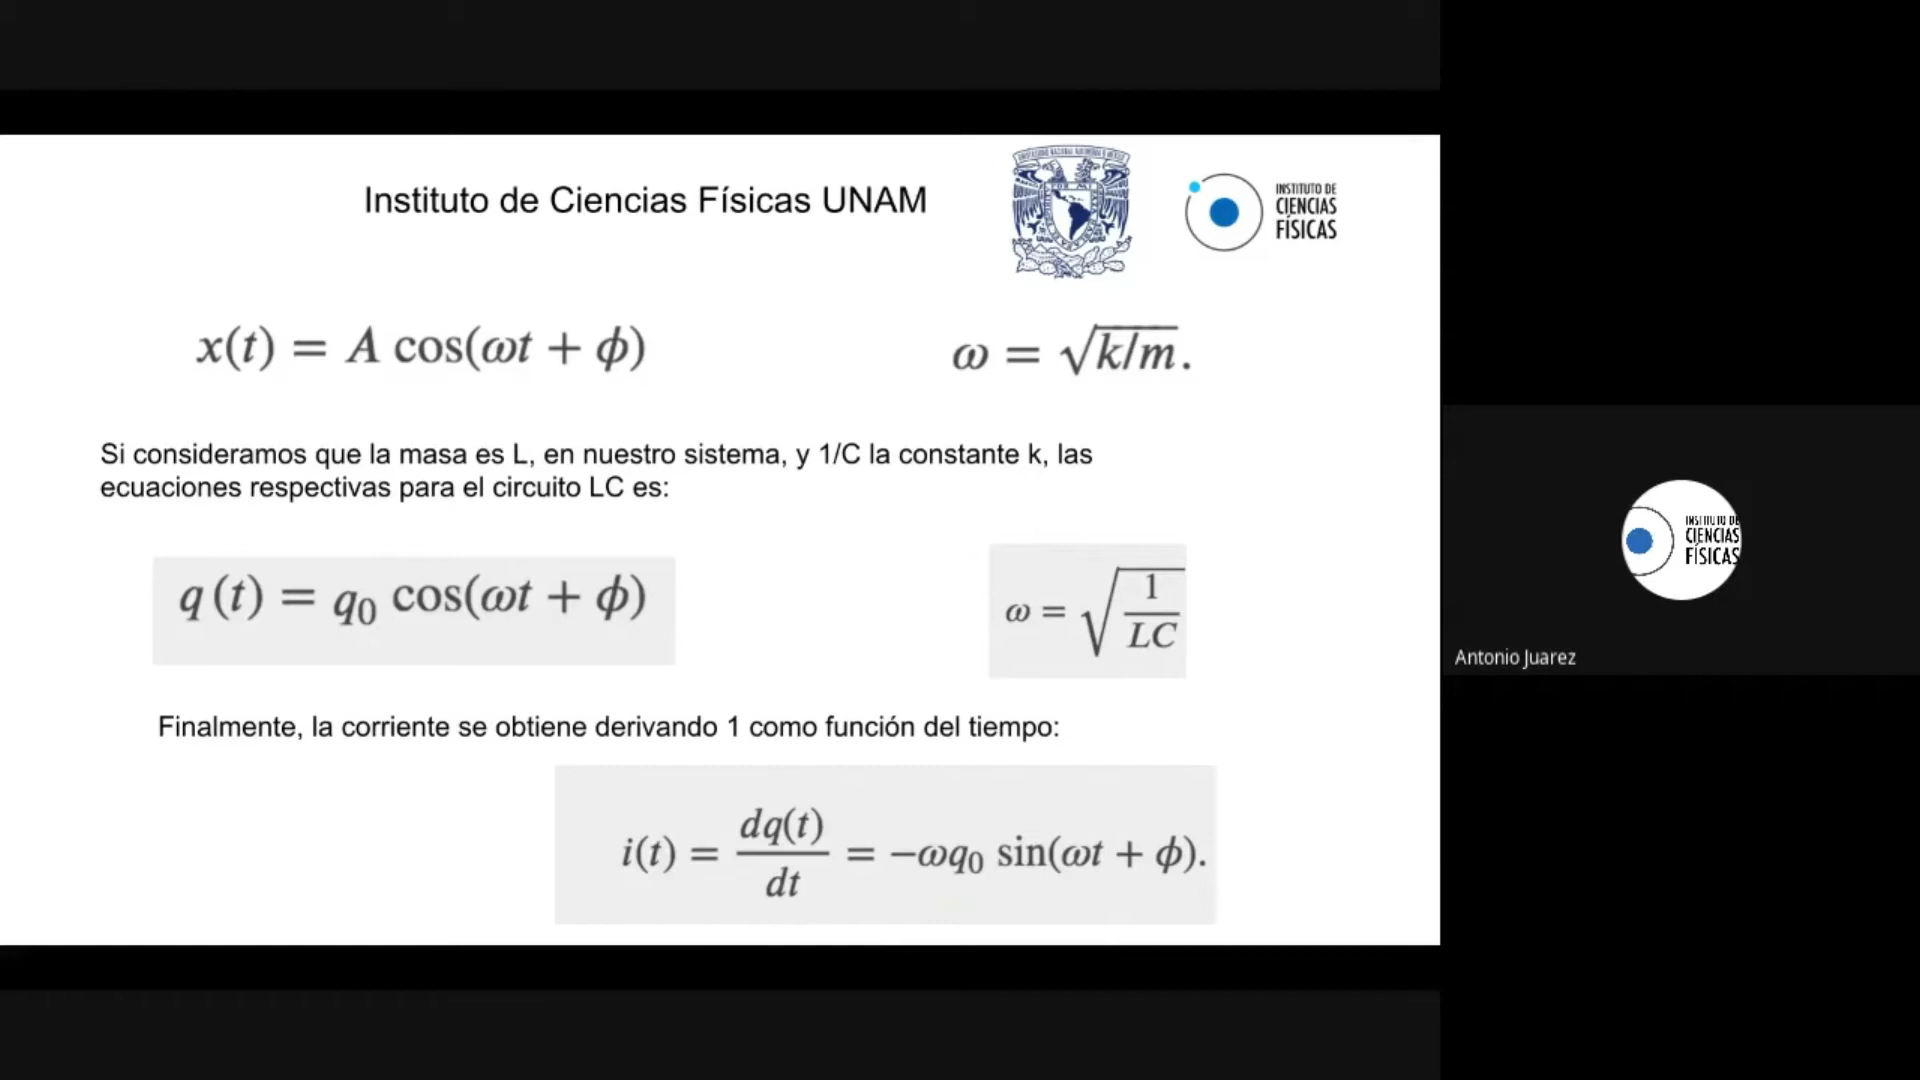 Instituto de Ciencias Físicas UNAM
INSTITUTO DE
CIENCIAS
FÍSICAS
x(t) = A cos(ωt + ϕ)
ω = √k/m.
Si consideramos que la masa es L, en nuestro sistema, y 1/C la constante k, las
ecuaciones respectivas para el circuito LC es:
q(t) = q₀ cos(ωt + ϕ)
ω = √1/LC
Finalmente, la corriente se obtiene derivando 1 como función del tiempo:
i(t) = dq(t)/dt = −ωq₀ sin(ωt + ϕ).
INSTITUTO DE
CIENCIAS
FÍSICAS
Antonio Juarez